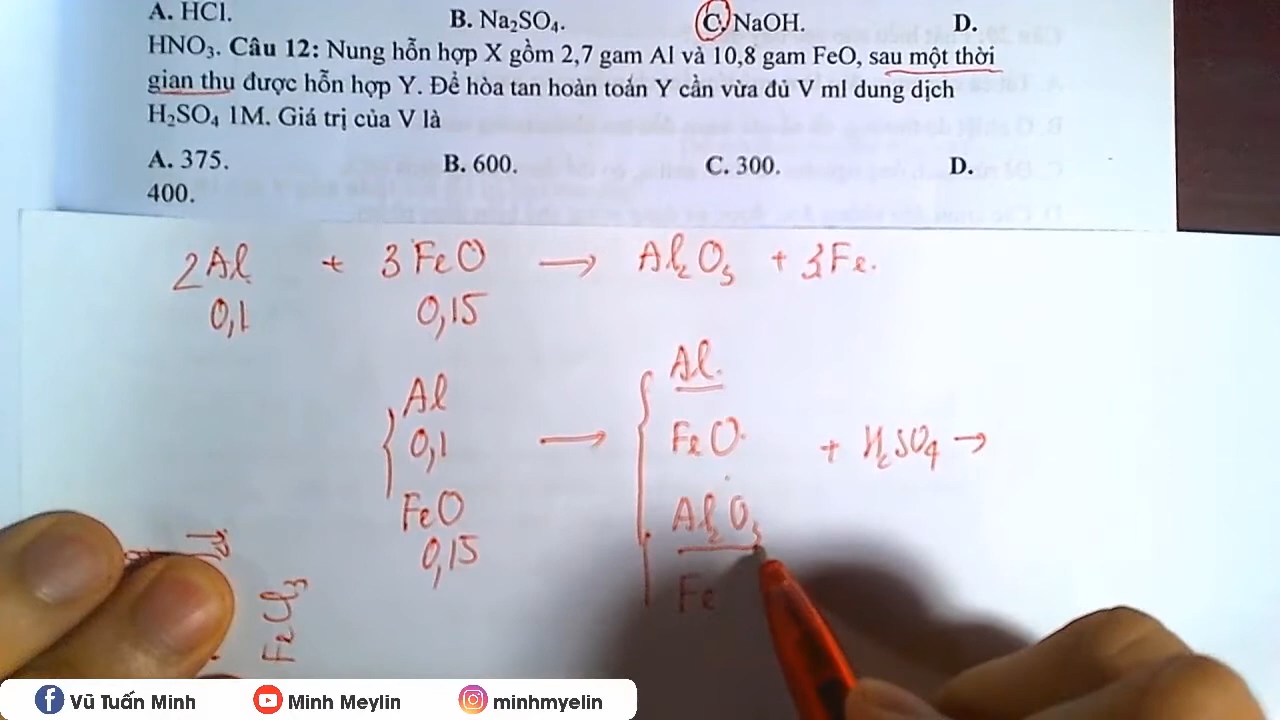 A. HCl. B. Na₂SO₄. C. NaOH. D.
HNO₃. Câu 12: Nung hỗn hợp X gồm 2,7 gam Al và 10,8 gam FeO, sau một thời
gian thu được hỗn hợp Y. Để hòa tan hoàn toán Y cần vừa đủ V ml dung dịch
H₂SO₄ 1M. Giá trị của V là
A. 375. B. 600. C. 300. D.
400.
2Al + 3FeO → Al₂O₃ + 3Fe.
0,1 0,15
Al
0,1
FeO
0,15
→
Al.
FeO
Al₂O₃
Fe
+ H₂SO₄ →
FeCl₃
Vũ Tuấn Minh Minh Meylin minhmyelin